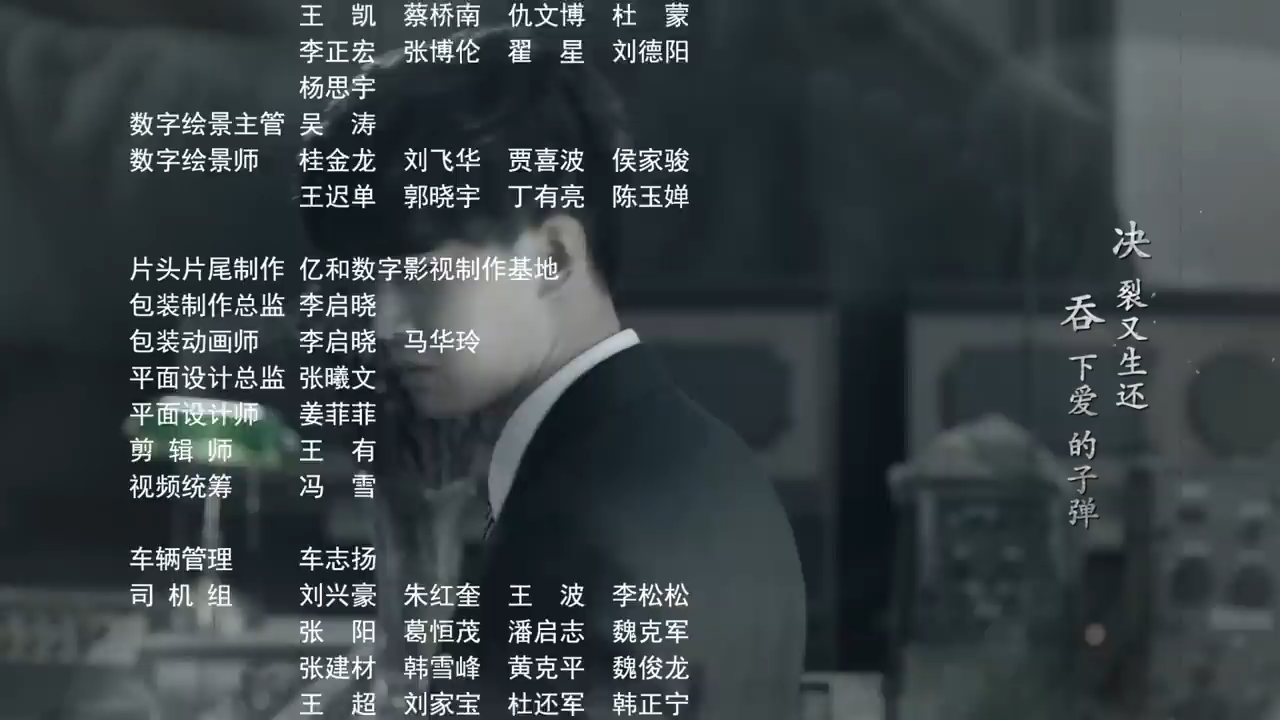 王　凯　蔡桥南　仇文博　杜　蒙
李正宏　张博伦　翟　星　刘德阳
杨思宇
数字绘景主管 吴　涛
数字绘景师 桂金龙　刘飞华　贾喜波　侯家骏
王迟单　郭晓宇　丁有亮　陈玉婵
片头片尾制作 亿和数字影视制作基地
包装制作总监 李启晓
包装动画师 李启晓　马华玲
平面设计总监 张曦文
平面设计师 姜菲菲
剪 辑 师 王　有
视频统筹 冯　雪
车辆管理 车志扬
司 机 组 刘兴豪　朱红奎　王　波　李松松
张　阳　葛恒茂　潘启志　魏克军
张建材　韩雪峰　黄克平　魏俊龙
王　超　刘家宝　杜还军　韩正宁
决裂又生还
吞下爱的子弹